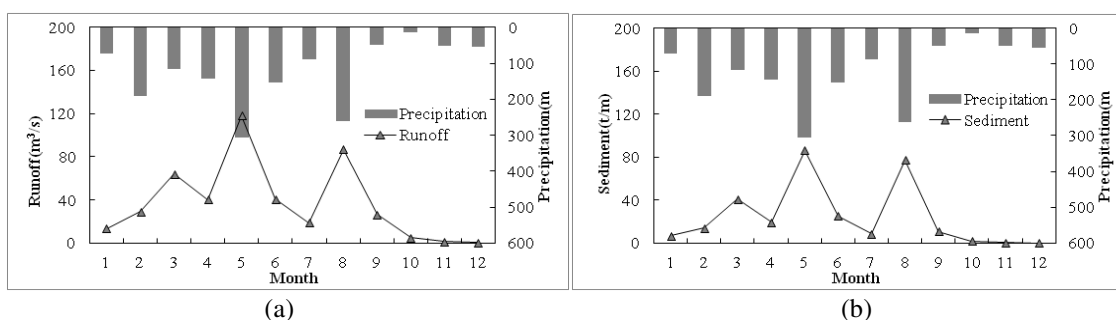 200
160
120
80
40
0
Runoff(m³/s)
0
100
200
300
400
500
600
Precipitation(m
Precipitation
Runoff
1 2 3 4 5 6 7 8 9 10 11 12
Month
(a)
200
160
120
80
40
0
Sediment(t/m)
0
100
200
300
400
500
600
Precipitation(m
Precipitation
Sediment
1 2 3 4 5 6 7 8 9 10 11 12
Month
(b)